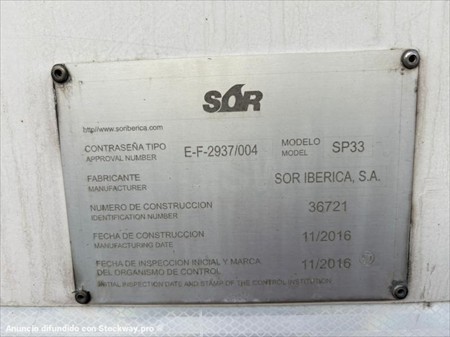 SOR
http//www.soriberica.com
CONTRASEÑA TIPO E-F-2937/004 MODELO SP33
APPROVAL NUMBER MODEL
FABRICANTE SOR IBERICA, S.A.
MANUFACTURER
NUMERO DE CONSTRUCCION 36721
IDENTIFICATION NUMBER
FECHA DE CONSTRUCCION 11/2016
MANUFACTURING DATE
FECHA DE INSPECCION INICIAL Y MARCA 11/2016
DEL ORGANISMO DE CONTROL
INITIAL INSPECTION DATE AND STAMP OF THE CONTROL INSTITUTION
Anuncio difundido con Stockway.pro ®